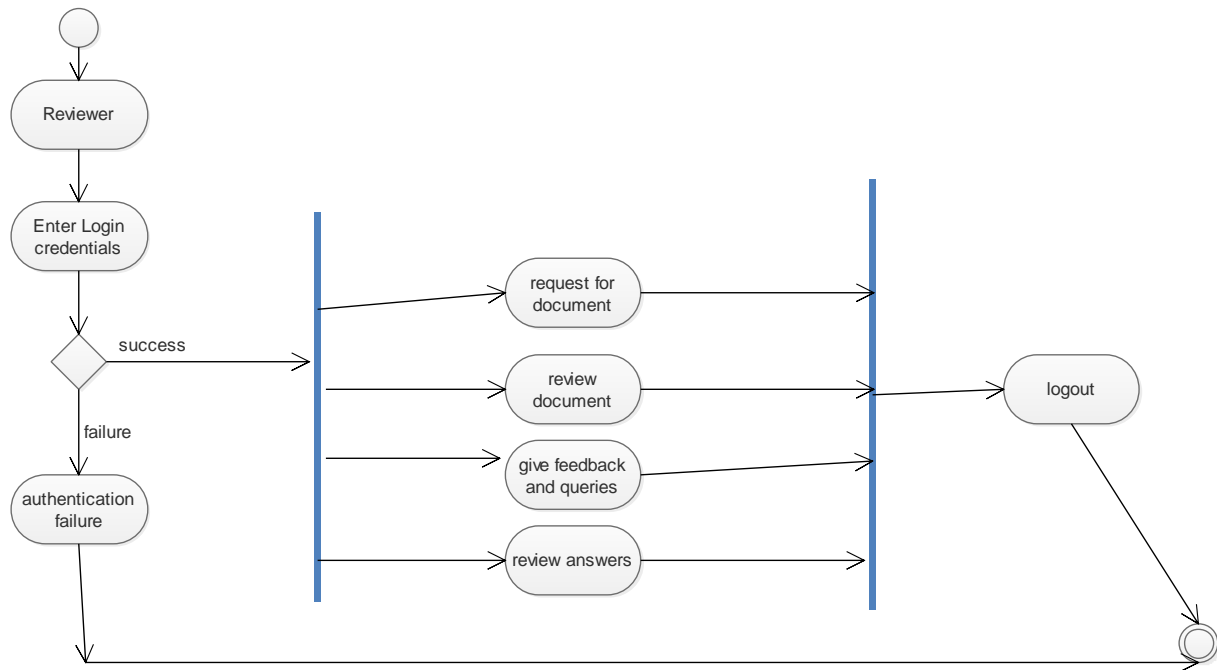 Reviewer
Enter Login
credentials
success
failure
authentication
failure
request for
document
review
document
give feedback
and queries
review answers
logout